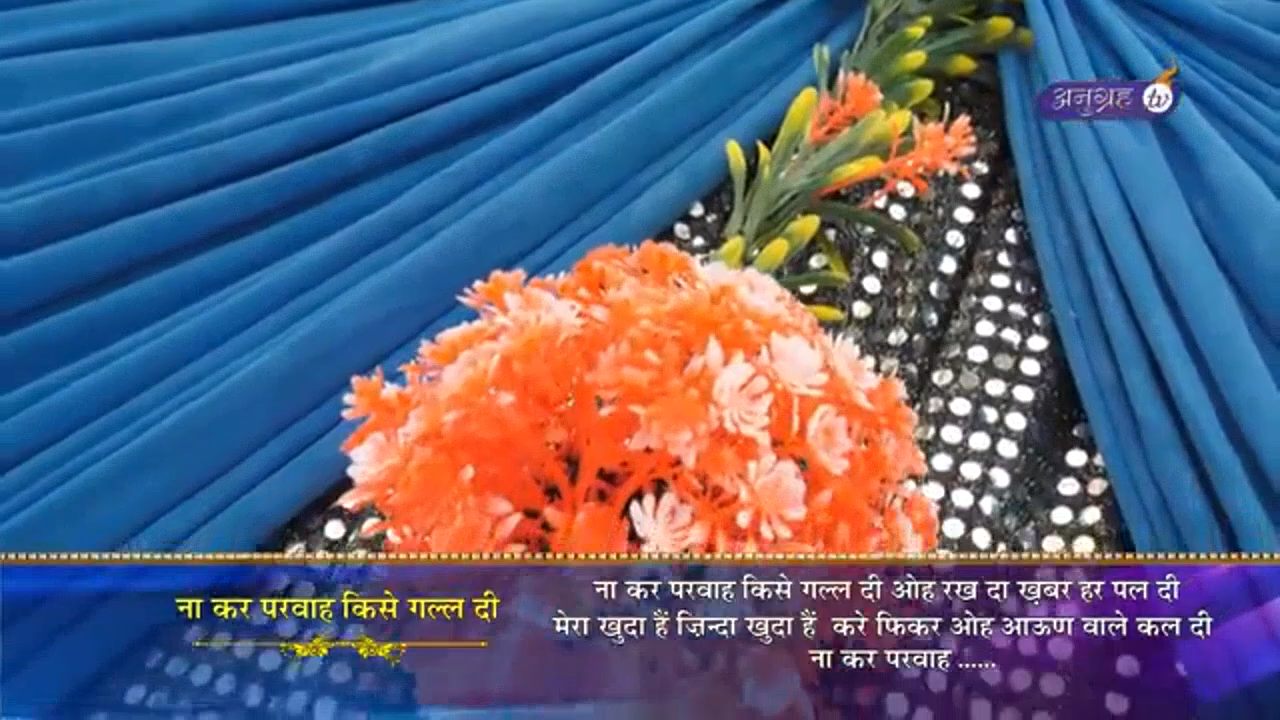 अनुग्रह tv
ना कर परवाह किसे गल्ल दी
ना कर परवाह किसे गल्ल दी ओह रख दा ख़बर हर पल दी
मेरा खुदा हैं ज़िन्दा खुदा हैं करे फिकर ओह आऊण वाले कल दी
ना कर परवाह ......